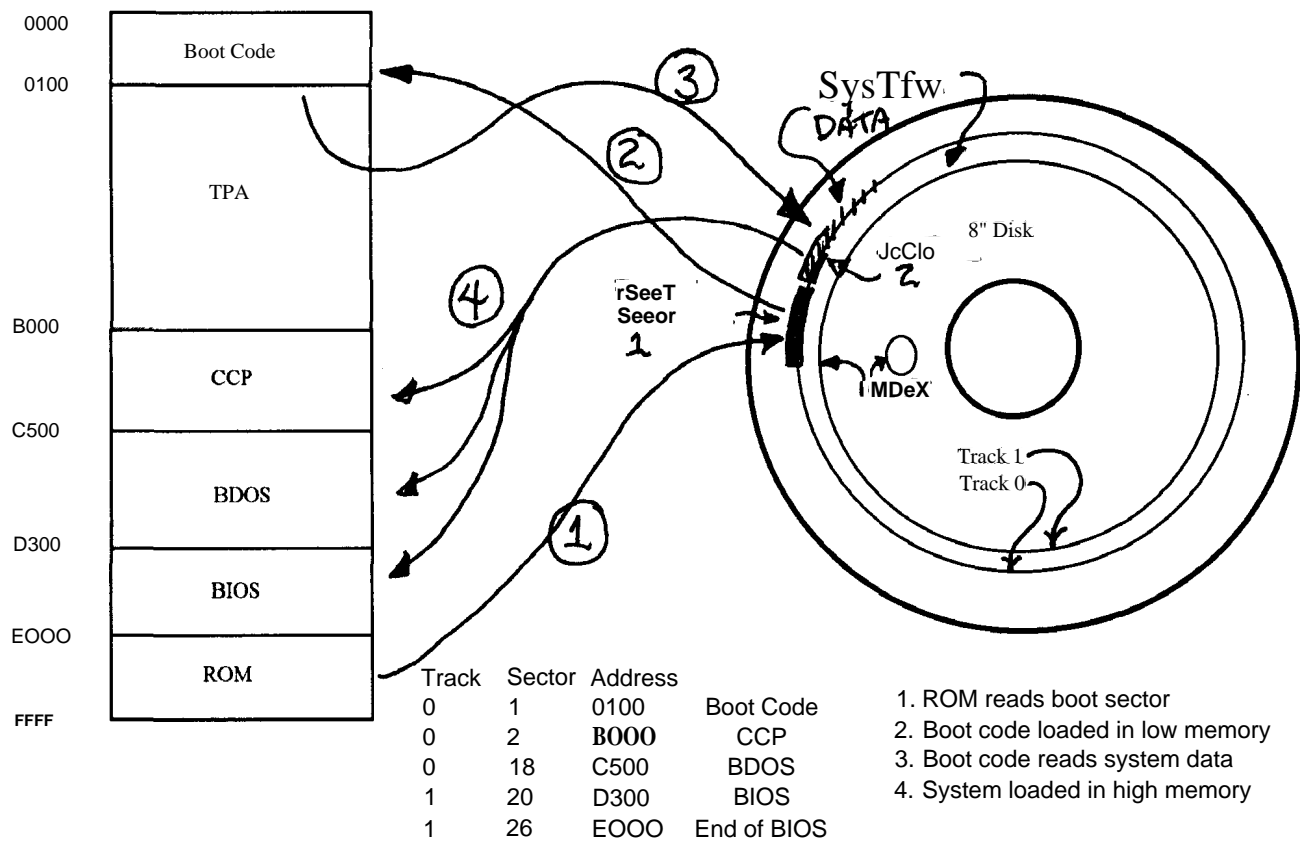 0000
Boot Code
0100
TPA
B000
CCP
C500
BDOS
D300
BIOS
EOOO
ROM
FFFF
3
2
4
1
SysTfw
DATA
8" Disk
JcClo
2
rSeeT
Seeor
1
MDeX
Track 1
Track 0
Track Sector Address
0 1 0100 Boot Code
0 2 BOOO CCP
0 18 C500 BDOS
1 20 D300 BIOS
1 26 EOOO End of BIOS
1. ROM reads boot sector
2. Boot code loaded in low memory
3. Boot code reads system data
4. System loaded in high memory